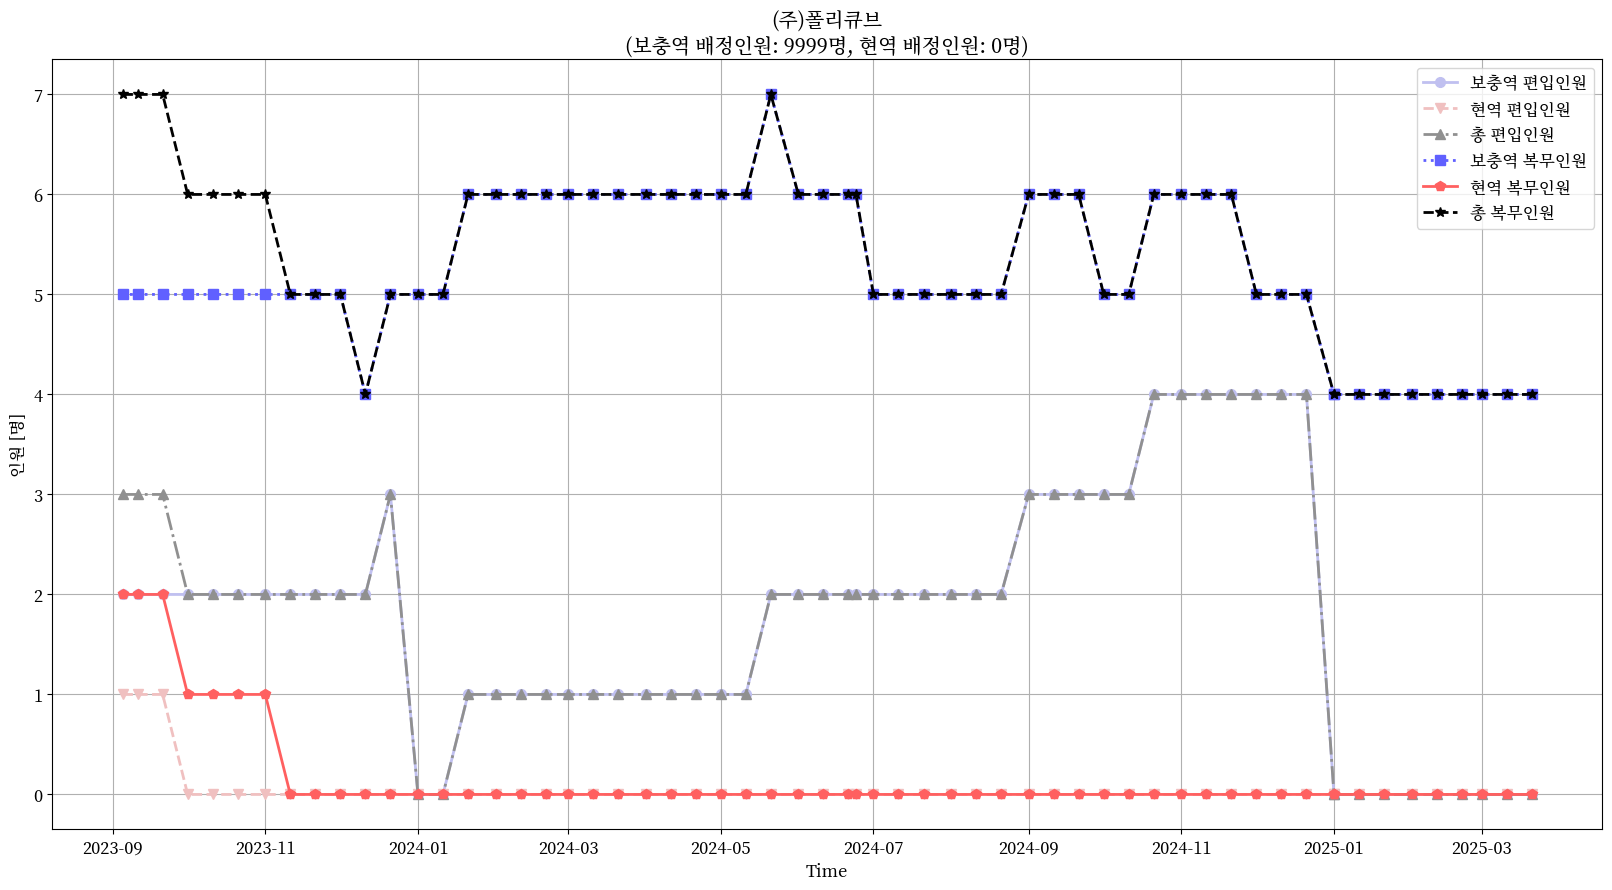 (주)폴리큐브
(보충역 배정인원: 9999명, 현역 배정인원: 0명)
보충역 편입인원
현역 편입인원
총 편입인원
보충역 복무인원
현역 복무인원
총 복무인원
인원 [명]
7
6
5
4
3
2
1
0
2023-09 2023-11 2024-01 2024-03 2024-05 2024-07 2024-09 2024-11 2025-01 2025-03
Time